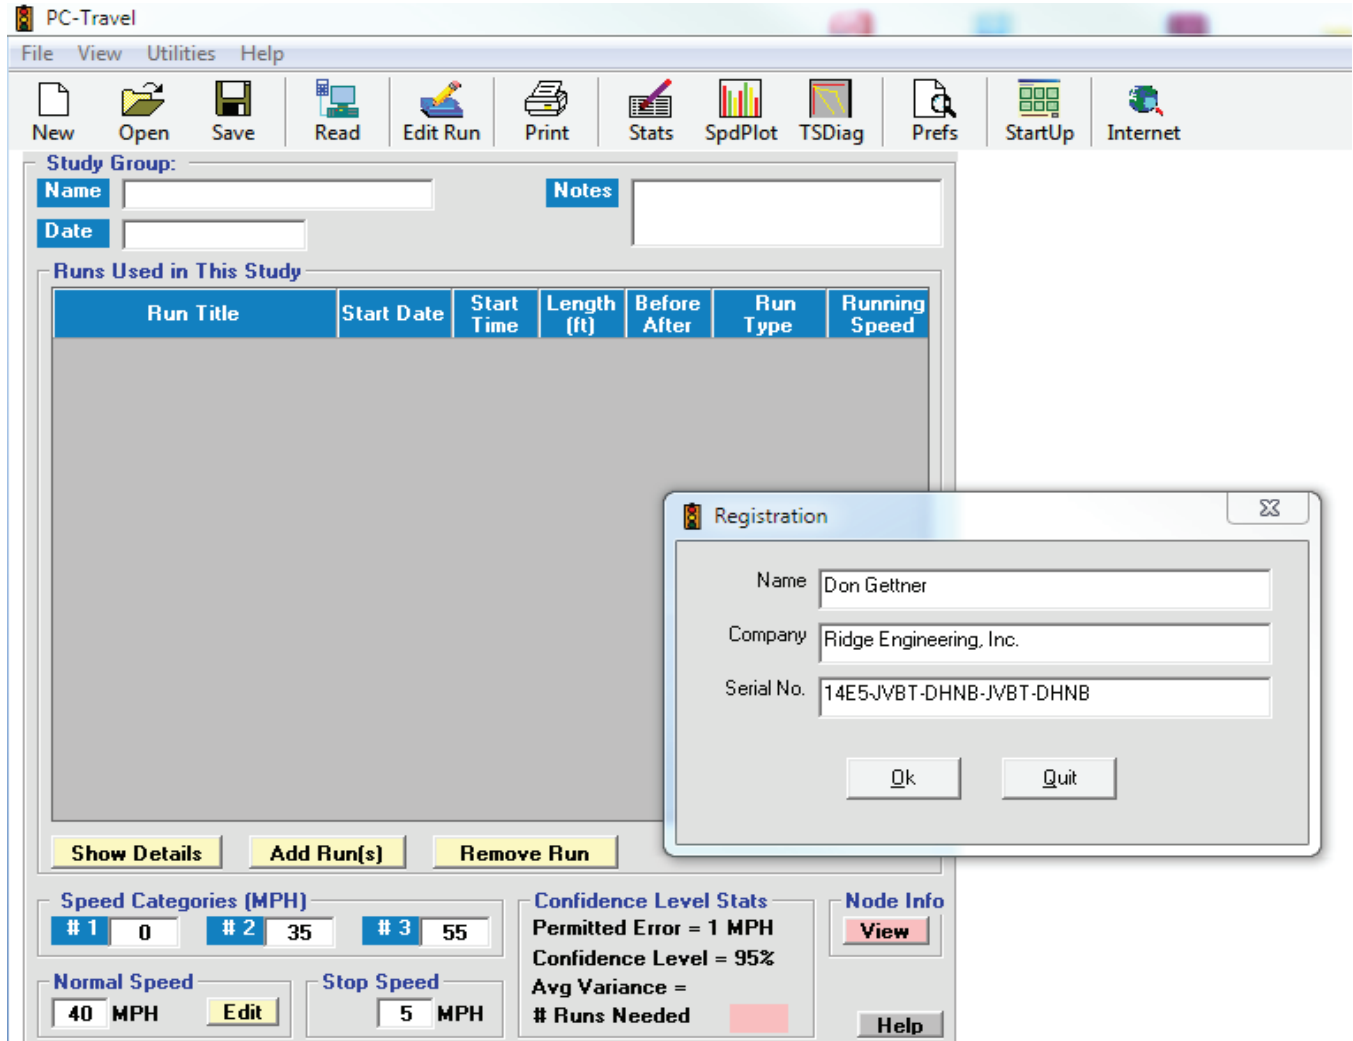 PC-Travel
File View Utilities Help
New Open Save Read Edit Run Print Stats SpdPlot TSDiag Prefs StartUp Internet
Study Group:
Name Notes
Date
Runs Used in This Study
Run Title Start Date Start Time Length (ft) Before After Run Type Running Speed
Registration
Name Don Gettner
Company Ridge Engineering, Inc.
Serial No. 14E5-JVBT-DHNB-JVBT-DHNB
Ok Quit
Show Details Add Run(s) Remove Run
Speed Categories (MPH)
# 1 0 # 2 35 # 3 55
Normal Speed
40 MPH Edit
Stop Speed
5 MPH
Confidence Level Stats
Permitted Error = 1 MPH
Confidence Level = 95%
Avg Variance =
# Runs Needed
Node Info
View
Help